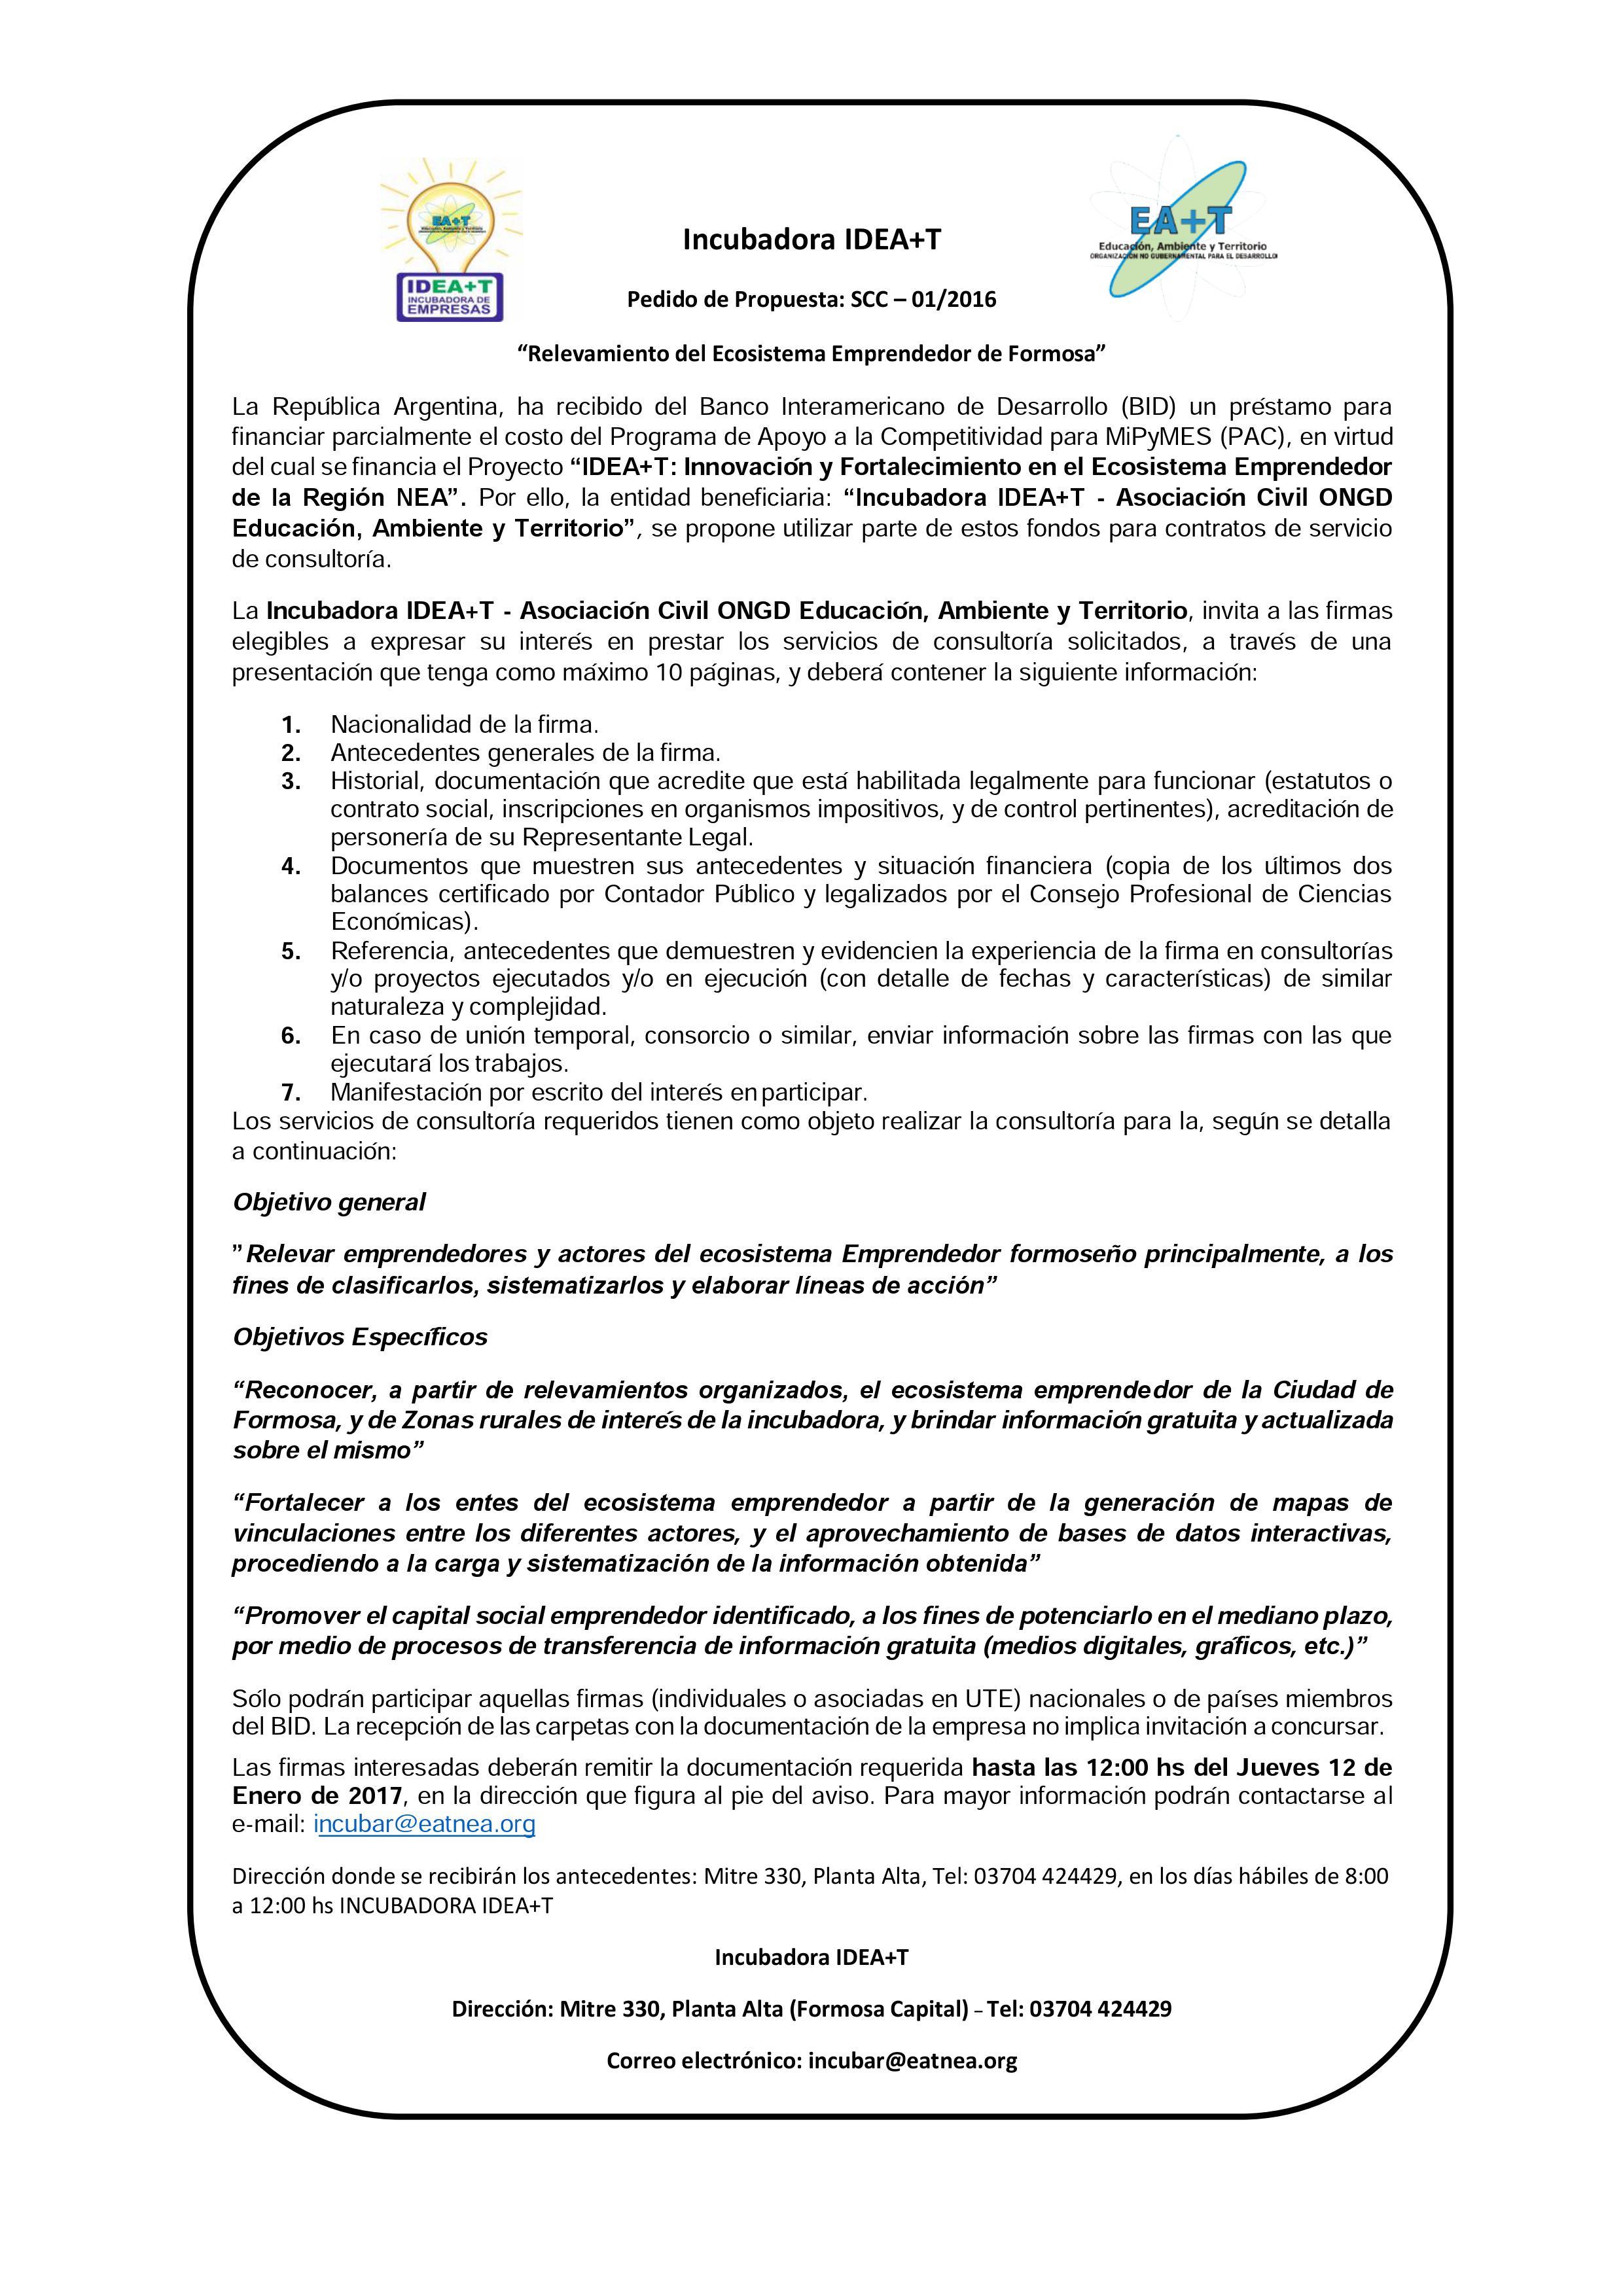 EA+T
Educación, Ambiente y Territorio
IDEA+T
INCUBADORA DE
EMPRESAS
EA+T
Educación, Ambiente y Territorio
ORGANIZACIÓN NO GUBERNAMENTAL PARA EL DESARROLLO
Incubadora IDEA+T
Pedido de Propuesta: SCC – 01/2016
“Relevamiento del Ecosistema Emprendedor de Formosa”
La República Argentina, ha recibido del Banco Interamericano de Desarrollo (BID) un préstamo para
financiar parcialmente el costo del Programa de Apoyo a la Competitividad para MiPyMES (PAC), en virtud
del cual se financia el Proyecto “IDEA+T: Innovación y Fortalecimiento en el Ecosistema Emprendedor
de la Región NEA”. Por ello, la entidad beneficiaria: “Incubadora IDEA+T - Asociación Civil ONGD
Educación, Ambiente y Territorio”, se propone utilizar parte de estos fondos para contratos de servicio
de consultoría.
La Incubadora IDEA+T - Asociación Civil ONGD Educación, Ambiente y Territorio, invita a las firmas
elegibles a expresar su interés en prestar los servicios de consultoría solicitados, a través de una
presentación que tenga como máximo 10 páginas, y deberá contener la siguiente información:
1. Nacionalidad de la firma.
2. Antecedentes generales de la firma.
3. Historial, documentación que acredite que está habilitada legalmente para funcionar (estatutos o
contrato social, inscripciones en organismos impositivos, y de control pertinentes), acreditación de
personería de su Representante Legal.
4. Documentos que muestren sus antecedentes y situación financiera (copia de los últimos dos
balances certificado por Contador Público y legalizados por el Consejo Profesional de Ciencias
Económicas).
5. Referencia, antecedentes que demuestren y evidencien la experiencia de la firma en consultorías
y/o proyectos ejecutados y/o en ejecución (con detalle de fechas y características) de similar
naturaleza y complejidad.
6. En caso de unión temporal, consorcio o similar, enviar información sobre las firmas con las que
ejecutará los trabajos.
7. Manifestación por escrito del interés en participar.
Los servicios de consultoría requeridos tienen como objeto realizar la consultoría para la, según se detalla
a continuación:
Objetivo general
”Relevar emprendedores y actores del ecosistema Emprendedor formoseño principalmente, a los
fines de clasificarlos, sistematizarlos y elaborar líneas de acción”
Objetivos Específicos
“Reconocer, a partir de relevamientos organizados, el ecosistema emprendedor de la Ciudad de
Formosa, y de Zonas rurales de interés de la incubadora, y brindar información gratuita y actualizada
sobre el mismo”
“Fortalecer a los entes del ecosistema emprendedor a partir de la generación de mapas de
vinculaciones entre los diferentes actores, y el aprovechamiento de bases de datos interactivas,
procediendo a la carga y sistematización de la información obtenida”
“Promover el capital social emprendedor identificado, a los fines de potenciarlo en el mediano plazo,
por medio de procesos de transferencia de información gratuita (medios digitales, gráficos, etc.)”
Sólo podrán participar aquellas firmas (individuales o asociadas en UTE) nacionales o de países miembros
del BID. La recepción de las carpetas con la documentación de la empresa no implica invitación a concursar.
Las firmas interesadas deberán remitir la documentación requerida hasta las 12:00 hs del Jueves 12 de
Enero de 2017, en la dirección que figura al pie del aviso. Para mayor información podrán contactarse al
e-mail: incubar@eatnea.org
Dirección donde se recibirán los antecedentes: Mitre 330, Planta Alta, Tel: 03704 424429, en los días hábiles de 8:00
a 12:00 hs INCUBADORA IDEA+T
Incubadora IDEA+T
Dirección: Mitre 330, Planta Alta (Formosa Capital) – Tel: 03704 424429
Correo electrónico: incubar@eatnea.org